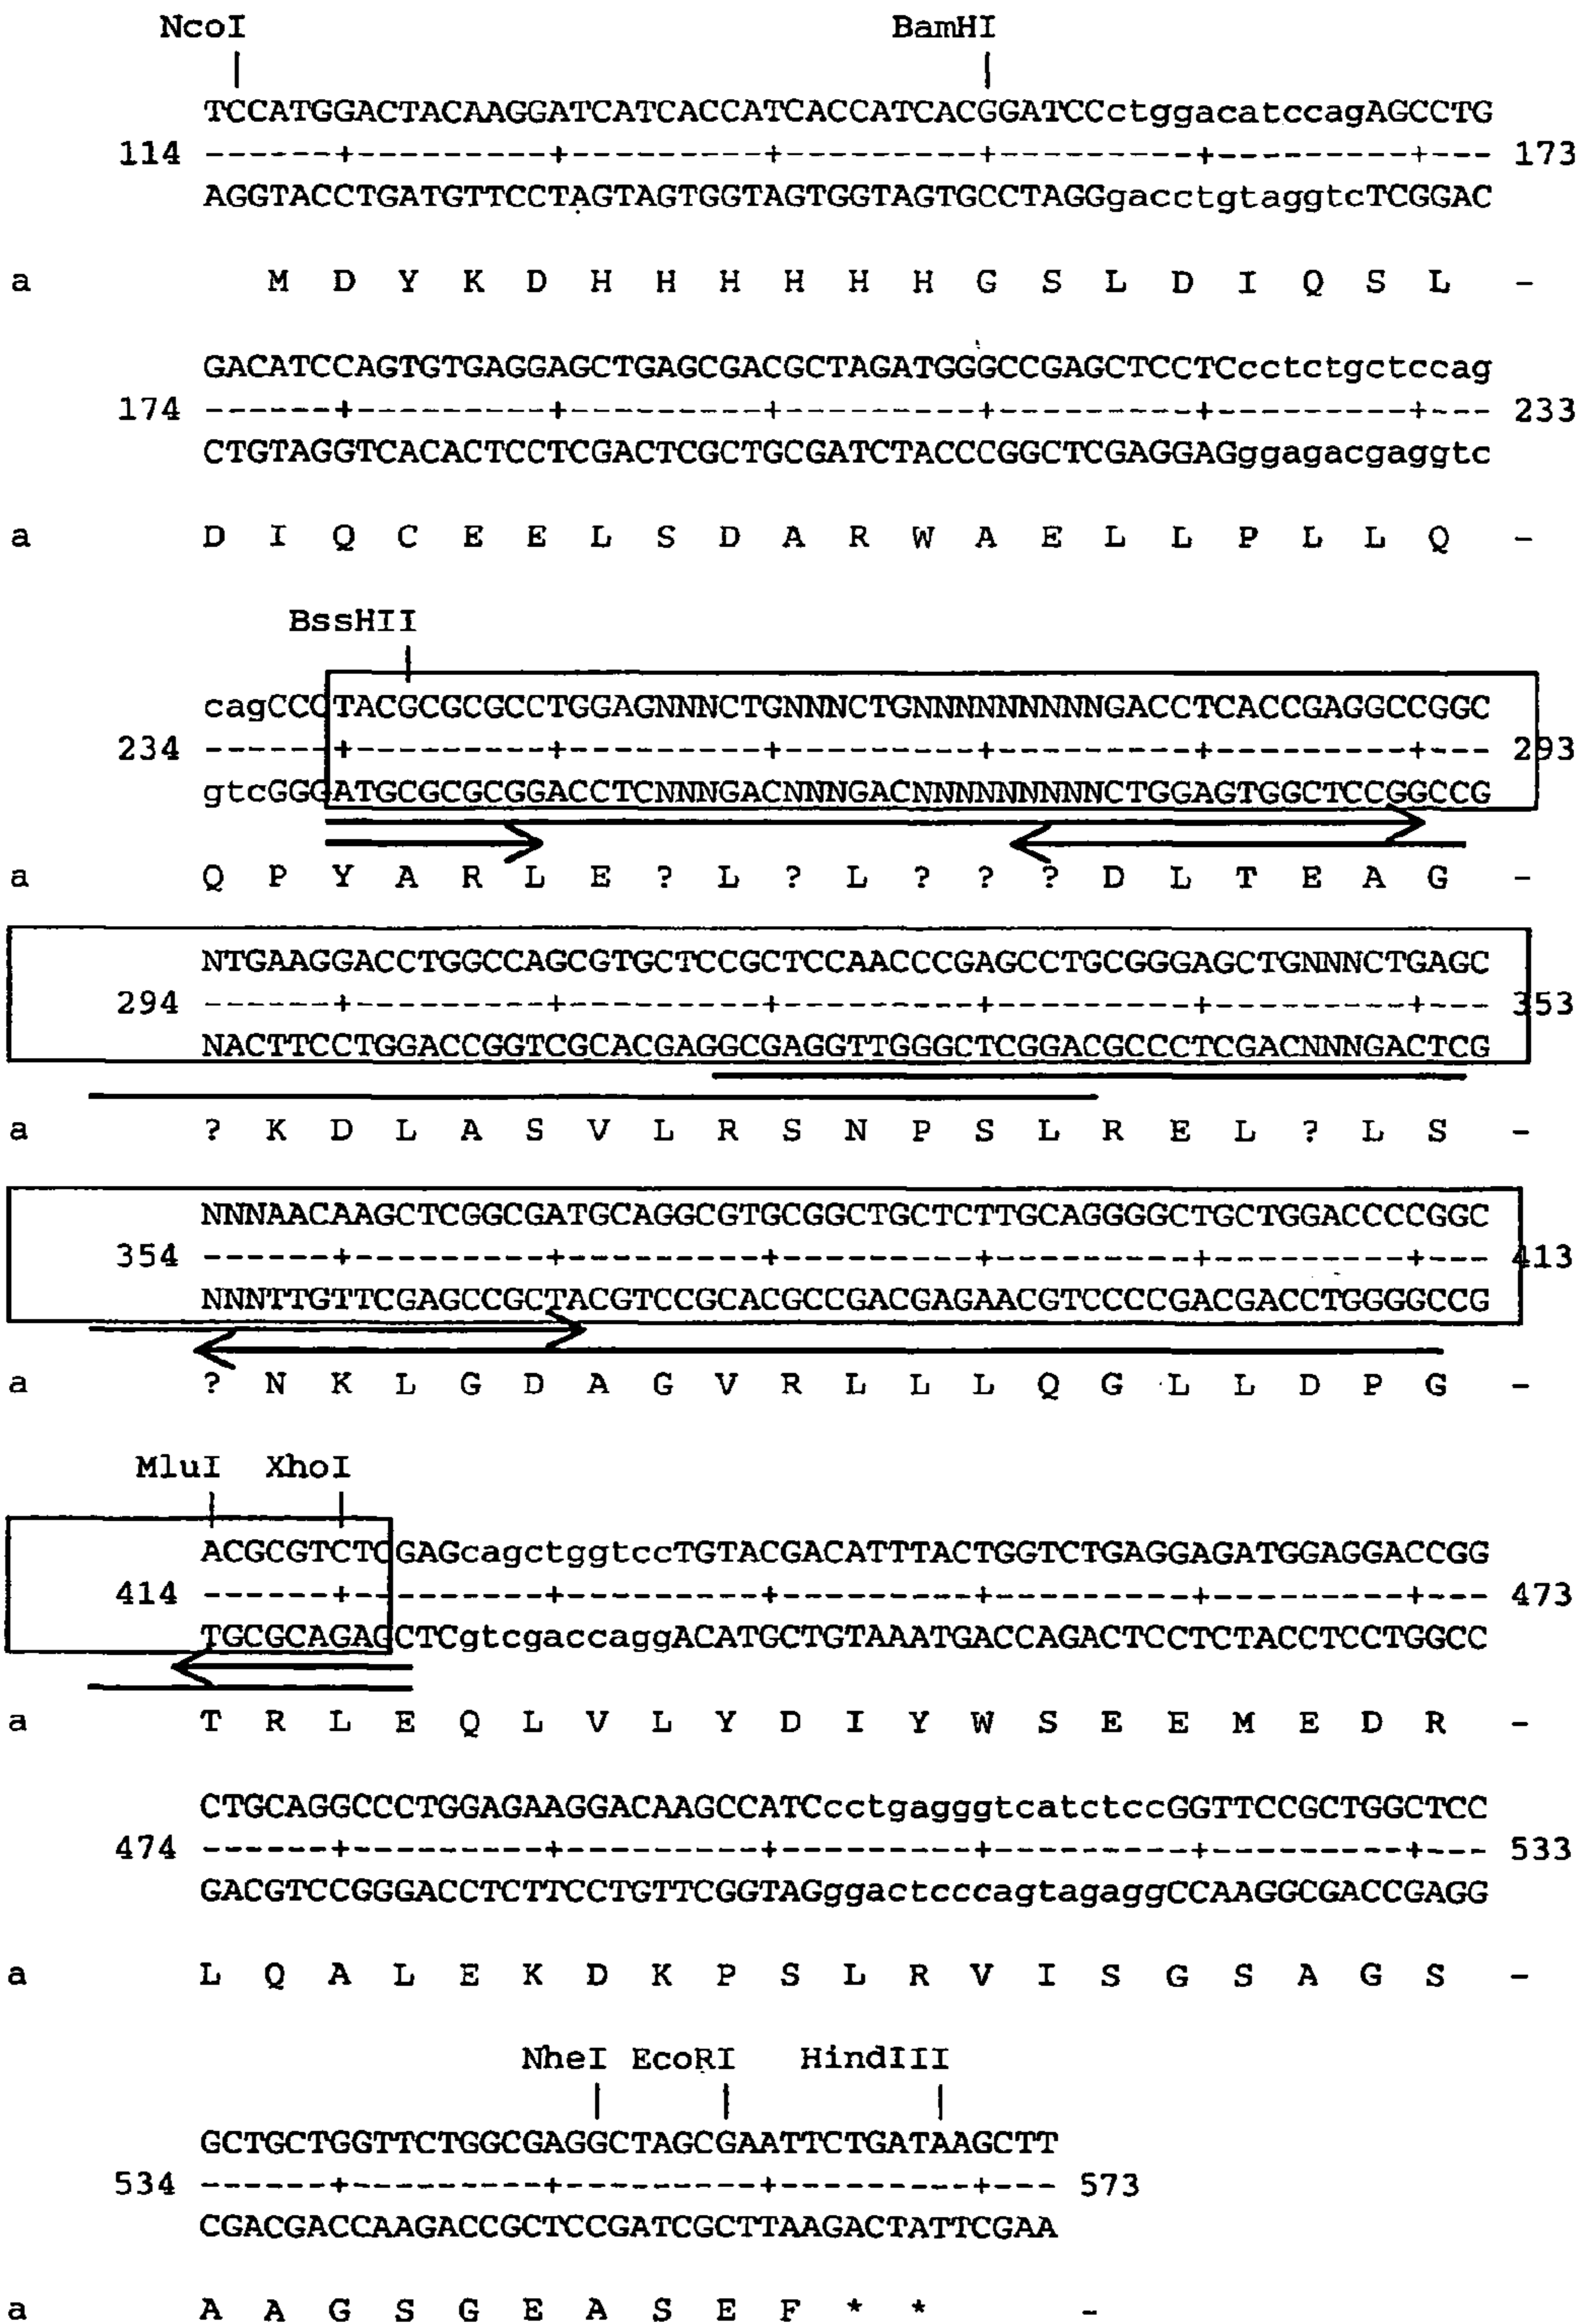 NcoI BamHI
TCCATGGACTACAAGGATCATCACCATCACCATCACGGATCCctggacatccagAGCCTG
114 ------+---------+---------+---------+---------+---------+--- 173
AGGTACCTGATGTTCCTAGTAGTGGTAGTGGTAGTGCCTAGGgacctgtaggtcTCGGAC
a M D Y K D H H H H H H G S L D I Q S L -
GACATCCAGTGTGAGGAGCTGAGCGACGCTAGATGGGCCGAGCTCCTCcctctgctccag
174 ------+---------+---------+---------+---------+---------+--- 233
CTGTAGGTCACACTCCTCGACTCGCTGCGATCTACCCGGCTCGAGGAGggagacgaggtc
a D I Q C E E L S D A R W A E L L P L L Q -
BssHII
cagCCCTACGCGCGCCTGGAGNNNCTGNNNCTGNNNNNNNNNGACCTCACCGAGGCCGGC
234 ------+---------+---------+---------+---------+---------+--- 293
gtcGGGATGCGCGCGGACCTCNNNGACNNNGACNNNNNNNNNCTGGAGTGGCTCCGGCCG
a Q P Y A R L E ? L ? L ? ? ? D L T E A G -
NTGAAGGACCTGGCCAGCGTGCTCCGCTCCAACCCGAGCCTGCGGGAGCTGNNNCTGAGC
294 ------+---------+---------+---------+---------+---------+--- 353
NACTTCCTGGACCGGTCGCACGAGGCGAGGTTGGGCTCGGACGCCCTCGACNNNGACTCG
a ? K D L A S V L R S N P S L R E L ? L S -
NNNAACAAGCTCGGCGATGCAGGCGTGCGGCTGCTCTTGCAGGGGCTGCTGGACCCCGGC
354 ------+---------+---------+---------+---------+---------+--- 413
NNNTTGTTCGAGCCGCTACGTCCGCACGCCGACGAGAACGTCCCCGACGACCTGGGGCCG
a ? N K L G D A G V R L L L Q G L L D P G -
MluI XhoI
ACGCGTCTCGAGcagctggtccTGTACGACATTTACTGGTCTGAGGAGATGGAGGACCGG
414 ------+---------+---------+---------+---------+---------+--- 473
TGCGCAGAGCTCgtcgaccaggACATGCTGTAAATGACCAGACTCCTCTACCTCCTGGCC
a T R L E Q L V L Y D I Y W S E E M E D R -
CTGCAGGCCCTGGAGAAGGACAAGCCATCcctgagggtcatctccGGTTCCGCTGGCTCC
474 ------+---------+---------+---------+---------+---------+--- 533
GACGTCCGGGACCTCTTCCTGTTCGGTAGggactcccagtagaggCCAAGGCGACCGAGG
a L Q A L E K D K P S L R V I S G S A G S -
NheI EcoRI HindIII
GCTGCTGGTTCTGGCGAGGCTAGCGAATTCTGATAAGCTT
534 ------+---------+---------+---------+--- 573
CGACGACCAAGACCGCTCCGATCGCTTAAGACTATTCGAA
a A A G S G E A S E F * * -